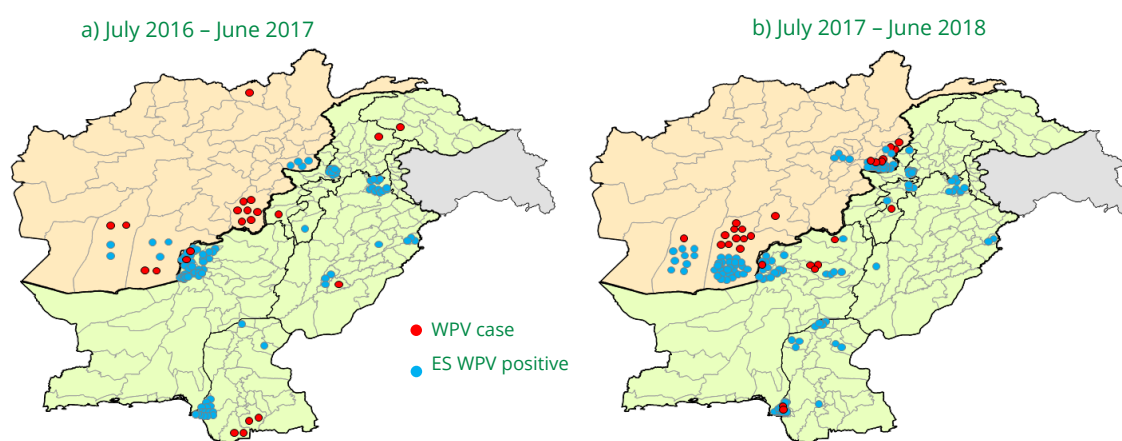 a) July 2016 – June 2017
b) July 2017 – June 2018
WPV case
ES WPV positive